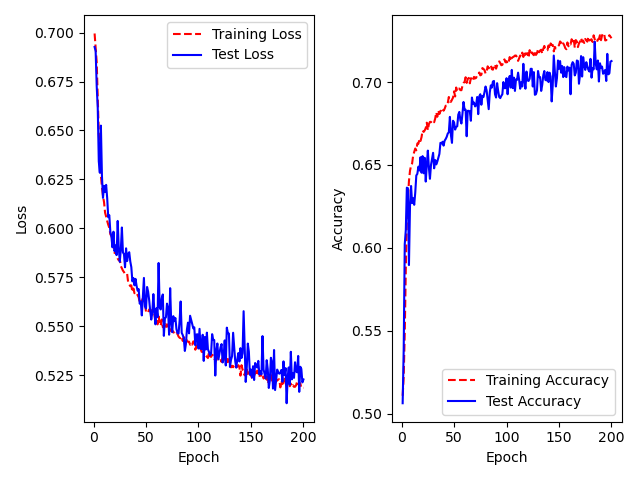 0.700
0.675
0.650
0.625
0.600
0.575
0.550
0.525
Loss
0 50 100 150 200
Epoch
Training Loss
Test Loss
0.70
0.65
0.60
0.55
0.50
Accuracy
0 50 100 150 200
Epoch
Training Accuracy
Test Accuracy